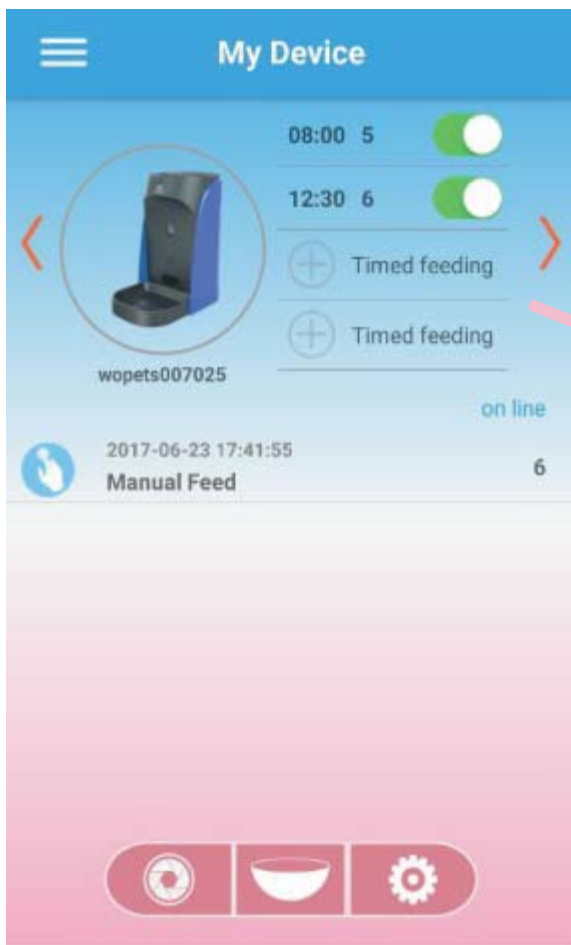 My Device
08:00 5
12:30 6
Timed feeding
Timed feeding
wopets007025
on line
2017-06-23 17:41:55
Manual Feed
6